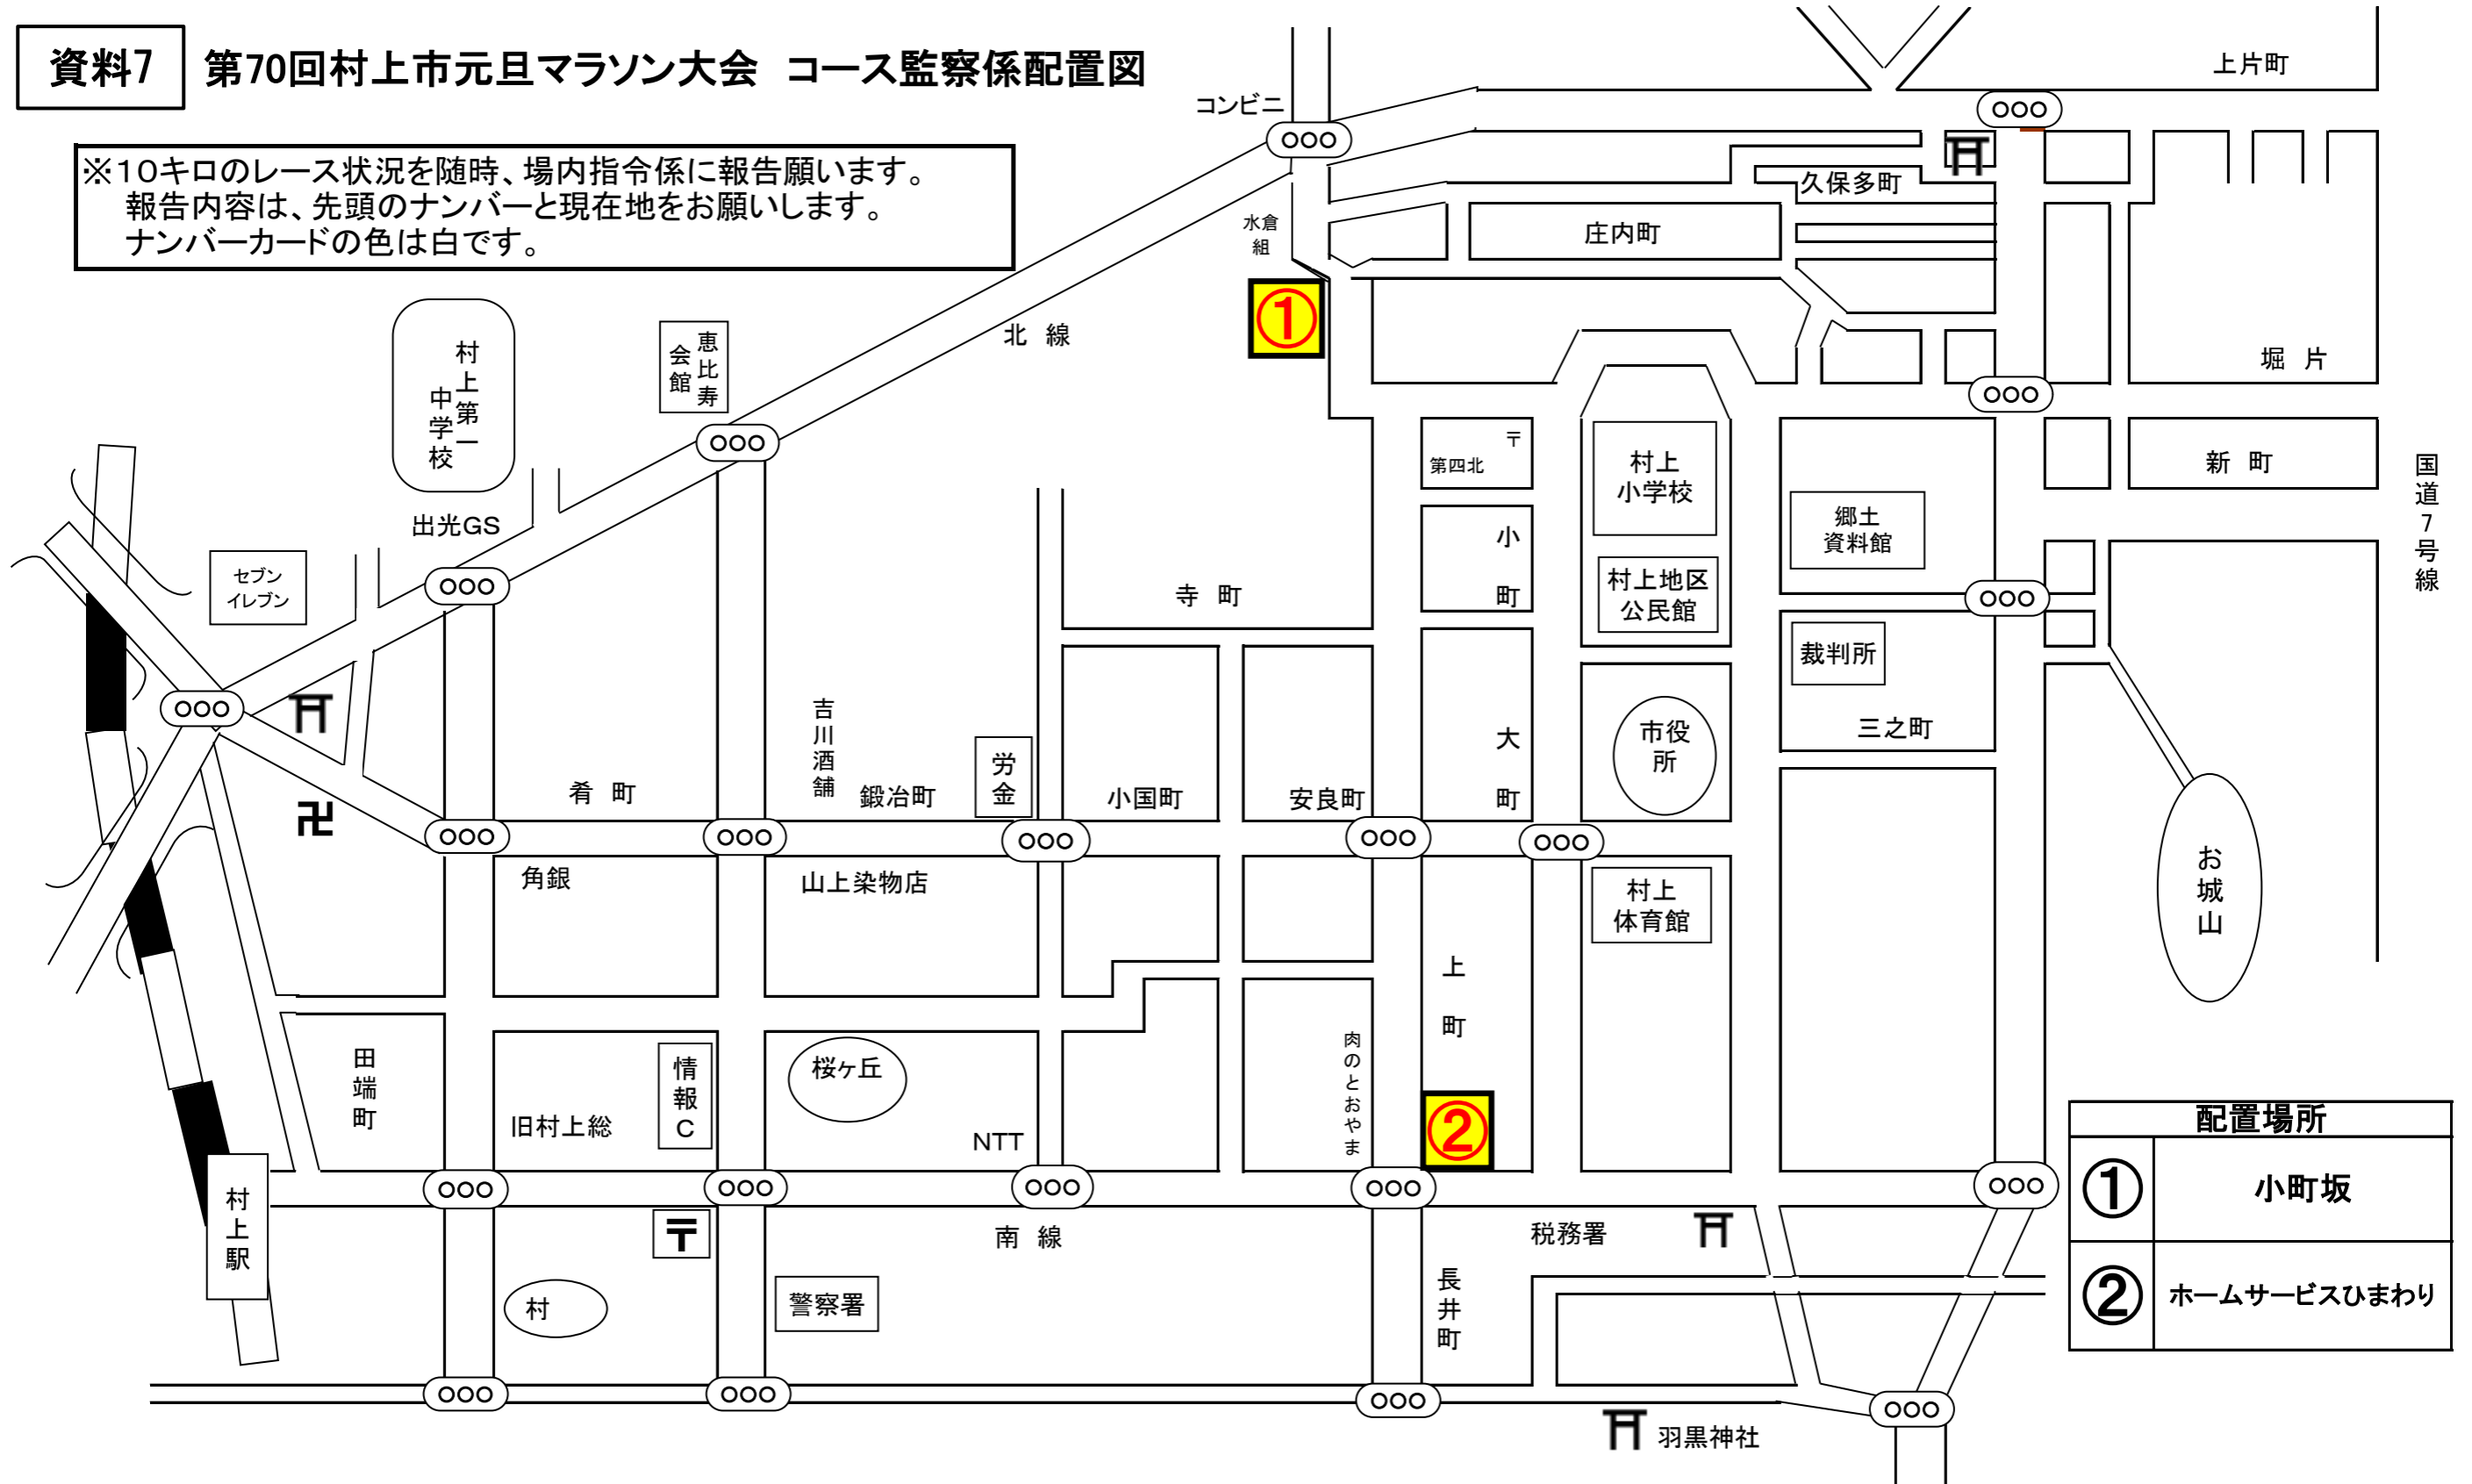 資料7
第70回村上市元旦マラソン大会　コース監察係配置図
※10キロのレース状況を随時、場内指令係に報告願います。
報告内容は、先頭のナンバーと現在地をお願いします。
ナンバーカードの色は白です。
上片町
コンビニ
久保多町
水倉
組
庄内町
①
北　線
堀　片
村上第一
中学校
恵比寿
会館
〒
第四北
村上
小学校
新　町
国道7号線
出光GS
郷土
資料館
セブン
イレブン
小町
村上地区
公民館
寺　町
裁判所
三之町
吉川酒舗
市役
所
大町
労
金
肴　町
鍛冶町
小国町
安良町
卍
角銀
山上染物店
村上
体育館
お城山
上町
肉のとおやま
田端町
情報C
桜ヶ丘
旧村上総
NTT
②
村上駅
〒
南　線
税務署
村
警察署
長井町
羽黒神社
配置場所
①　小町坂
②　ホームサービスひまわり